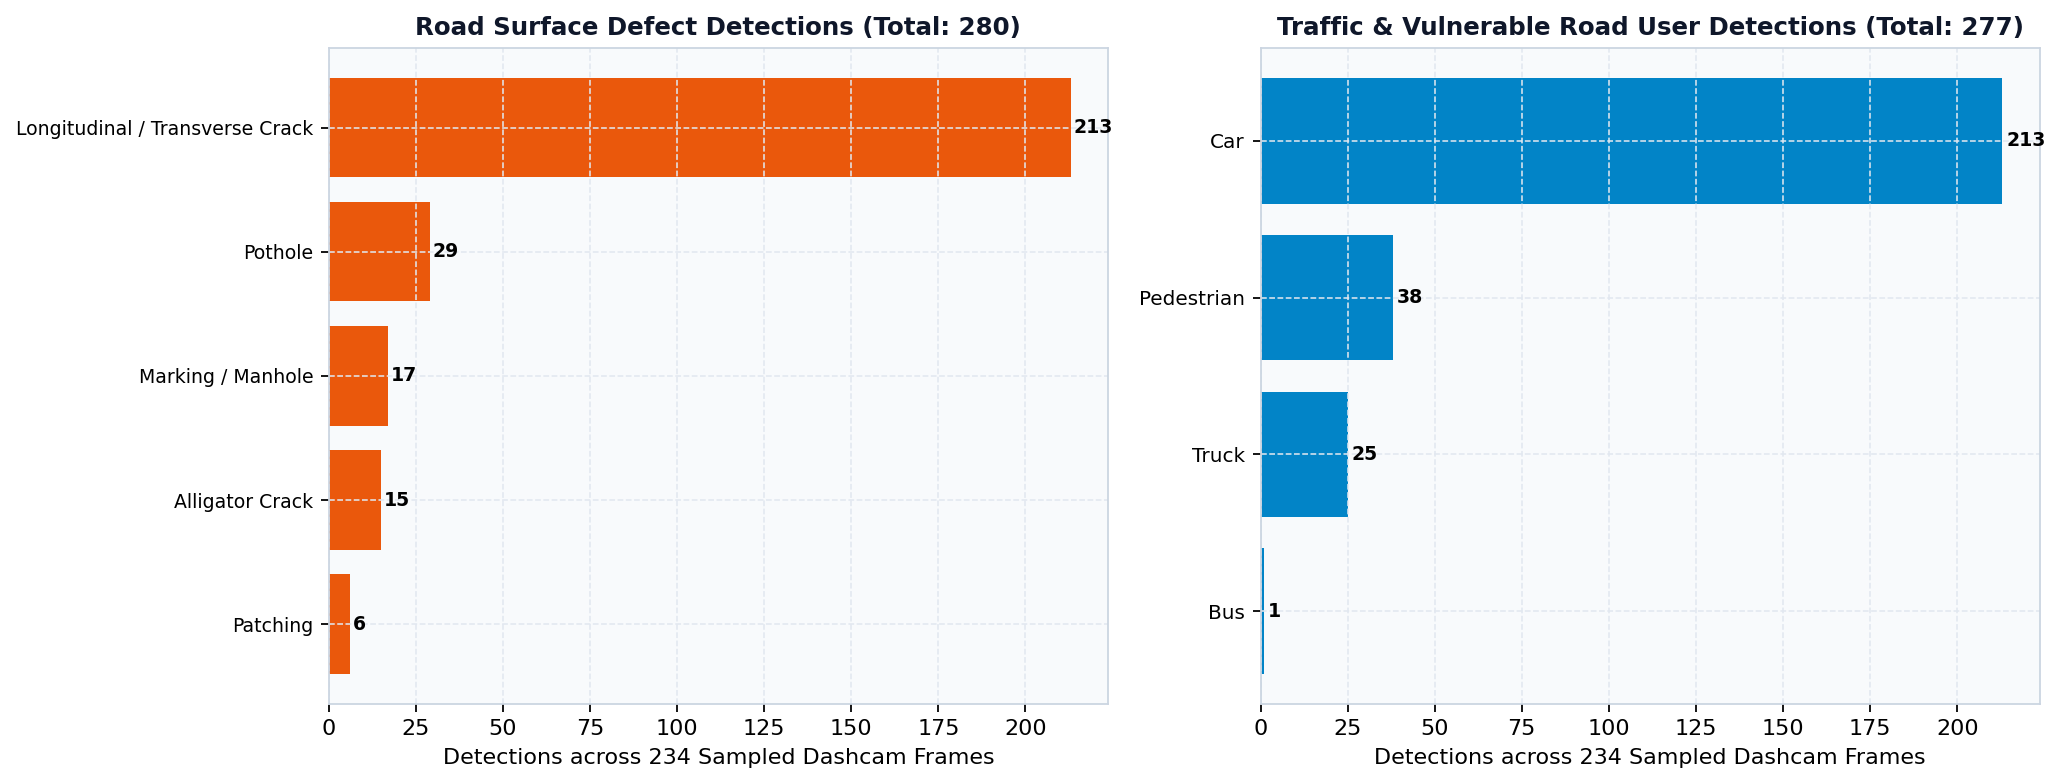 Road Surface Defect Detections (Total: 280)
Longitudinal / Transverse Crack
213
Pothole
29
Marking / Manhole
17
Alligator Crack
15
Patching
6
0 25 50 75 100 125 150 175 200
Detections across 234 Sampled Dashcam Frames
Traffic & Vulnerable Road User Detections (Total: 277)
Car
213
Pedestrian
38
Truck
25
Bus
1
0 25 50 75 100 125 150 175 200
Detections across 234 Sampled Dashcam Frames